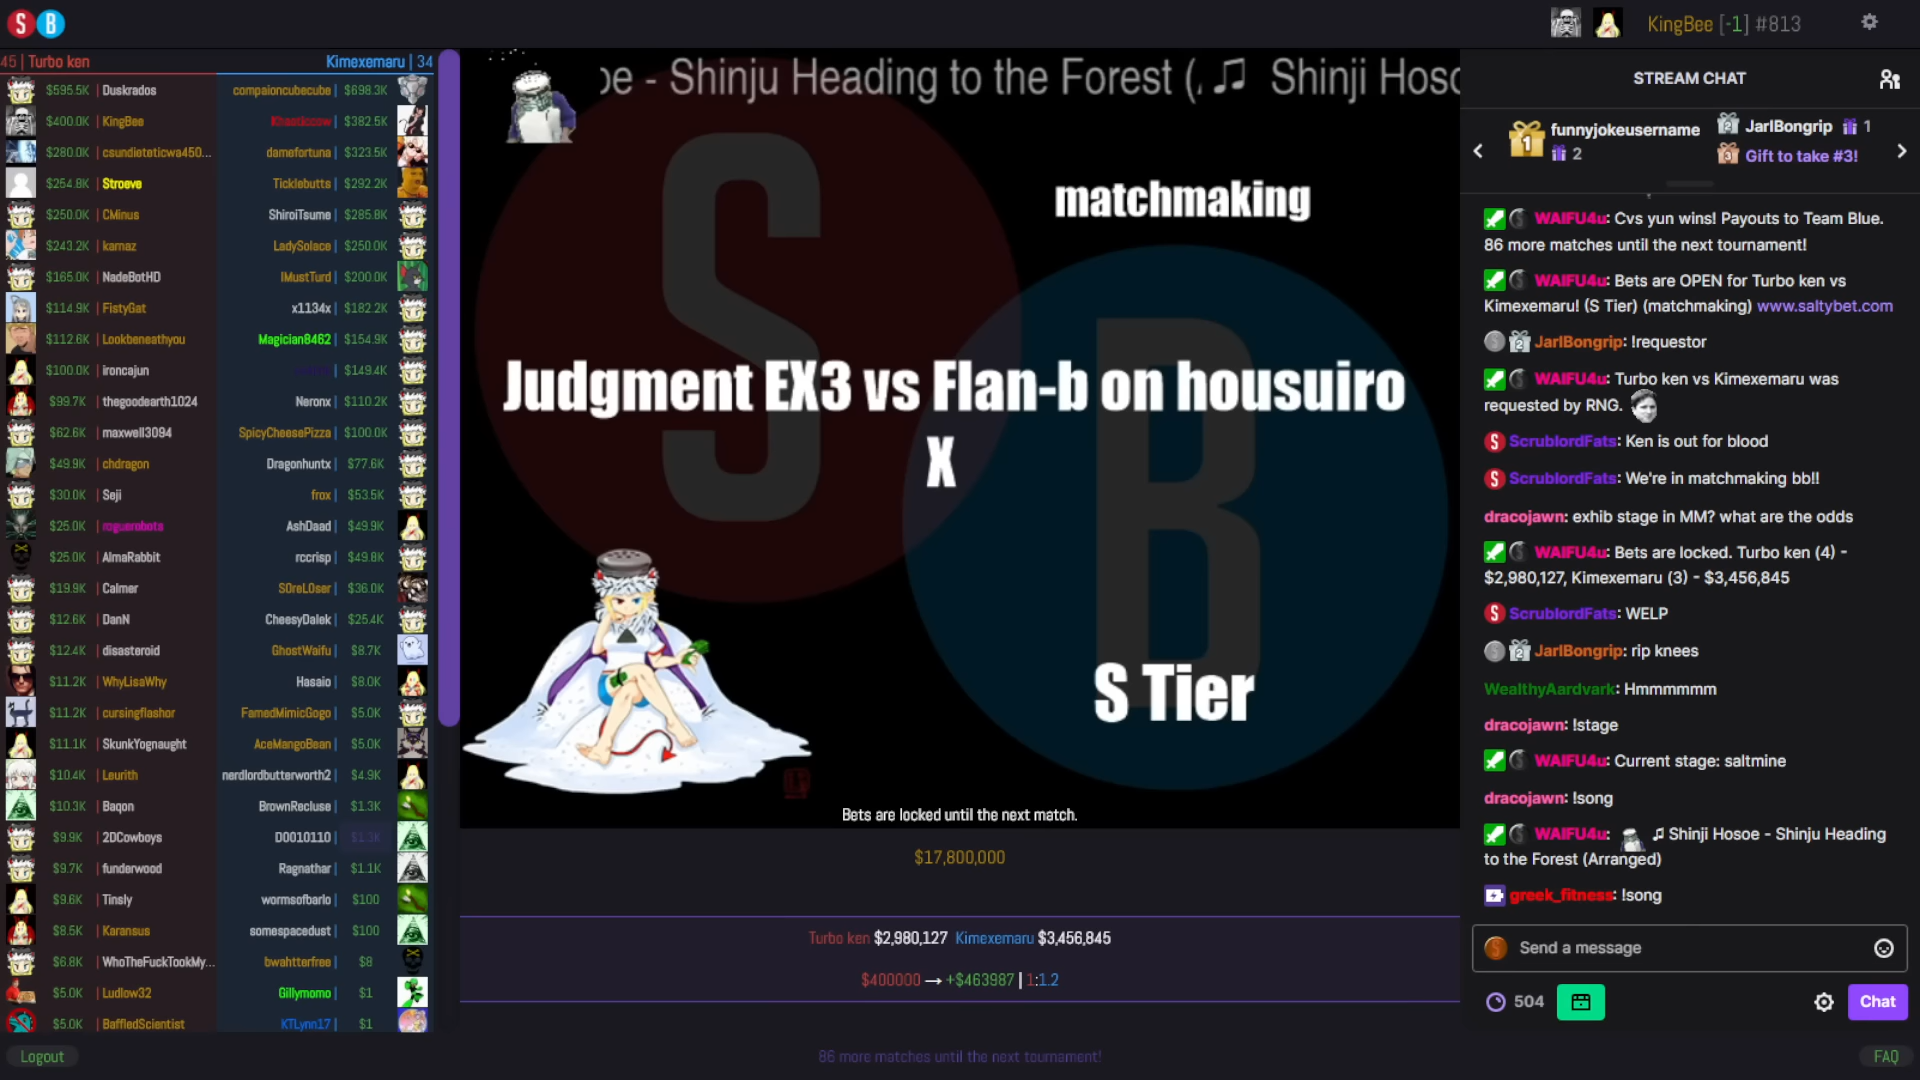 S B
KingBee [-1] #813
45 | Turbo ken
Kimexemaru | 34
$595.5K | Duskrados
compaioncubecube | $698.3K
$400.0K | KingBee
Khasticcow | $382.5K
$280.0K | csundieteticwa450...
damefortuna | $323.5K
$254.8K | Stroeve
Ticklebutts | $292.2K
$250.0K | CMinus
ShiroiTsume | $285.8K
$243.2K | karnaz
LadySolace | $250.0K
$165.0K | NadeBotHD
IMustTurd | $200.0K
$114.9K | FistyGat
x1134x | $182.2K
$112.6K | Lookbeneathyou
Magician8462 | $154.9K
$100.0K | ironcajun
| $149.4K
$99.7K | thegoodearth1024
Neronx | $110.2K
$62.6K | maxwell3094
SpicyCheesePizza | $100.0K
$49.9K | chdragon
Dragonhuntx | $77.6K
$30.0K | Seji
frox | $53.5K
$25.0K | roguerobots
AshDaad | $49.9K
$25.0K | AlmaRabbit
rccrisp | $49.8K
$19.9K | Calmer
S0reL0ser | $36.0K
$12.6K | DanN
CheesyDalek | $25.4K
$12.4K | disasteroid
GhostWaifu | $8.7K
$11.2K | WhyLisaWhy
Hasaio | $8.0K
$11.2K | cursingflashor
FamedMimicGogo | $5.0K
$11.1K | SkunkYognaught
AceMangoBean | $5.0K
$10.4K | Leurith
nerdlordbutterworth2 | $4.9K
$10.3K | Baqon
BrownRecluse | $1.3K
$9.9K | 2DCowboys
D0010110 | $1.3K
$9.7K | funderwood
Ragnathar | $1.1K
$9.6K | Tinsly
wormsofbarlo | $100
$8.5K | Karansus
somespacedust | $100
$6.8K | WhoTheFuckTookMy...
bwahtterfree | $8
$5.0K | Ludlow32
Gillymomo | $1
$5.0K | BaffledScientist
KTLynn17 | $1
Logout
oe - Shinju Heading to the Forest (. ♫ Shinji Hoso
matchmaking
Judgment EX3 vs Flan-b on housuiro
X
S Tier
S
B
Bets are locked until the next match.
$17,800,000
Turbo ken $2,980,127 Kimexemaru $3,456,845
$400000 → +$463987 | 1:1.2
86 more matches until the next tournament!
STREAM CHAT
1 funnyjokeusername
2
2 JarlBongrip 1
3 Gift to take #3!
WAIFU4u: Cvs yun wins! Payouts to Team Blue.
86 more matches until the next tournament!
WAIFU4u: Bets are OPEN for Turbo ken vs
Kimexemaru! (S Tier) (matchmaking) www.saltybet.com
JarlBongrip: !requestor
WAIFU4u: Turbo ken vs Kimexemaru was
requested by RNG.
ScrublordFats: Ken is out for blood
ScrublordFats: We're in matchmaking bb!!
dracojawn: exhib stage in MM? what are the odds
WAIFU4u: Bets are locked. Turbo ken (4) -
$2,980,127, Kimexemaru (3) - $3,456,845
ScrublordFats: WELP
JarlBongrip: rip knees
WealthyAardvark: Hmmmmmm
dracojawn: !stage
WAIFU4u: Current stage: saltmine
dracojawn: !song
WAIFU4u: ♫ Shinji Hosoe - Shinju Heading
to the Forest (Arranged)
greek_fitness: !song
Send a message
504
Chat
FAQ